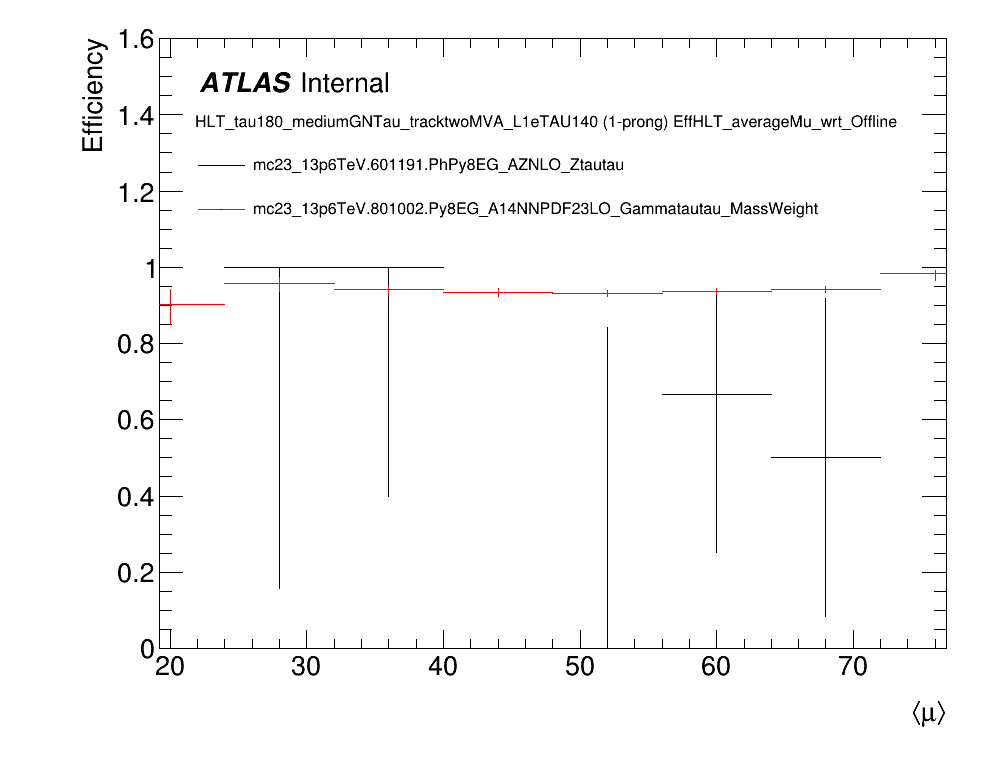 Efficiency
1.6
1.4
1.2
1
0.8
0.6
0.4
0.2
0
ATLAS Internal
HLT_tau180_mediumGNTau_tracktwoMVA_L1eTAU140 (1-prong) EffHLT_averageMu_wrt_Offline
mc23_13p6TeV.601191.PhPy8EG_AZNLO_Ztautau
mc23_13p6TeV.801002.Py8EG_A14NNPDF23LO_Gammatautau_MassWeight
20 30 40 50 60 70
⟨μ⟩